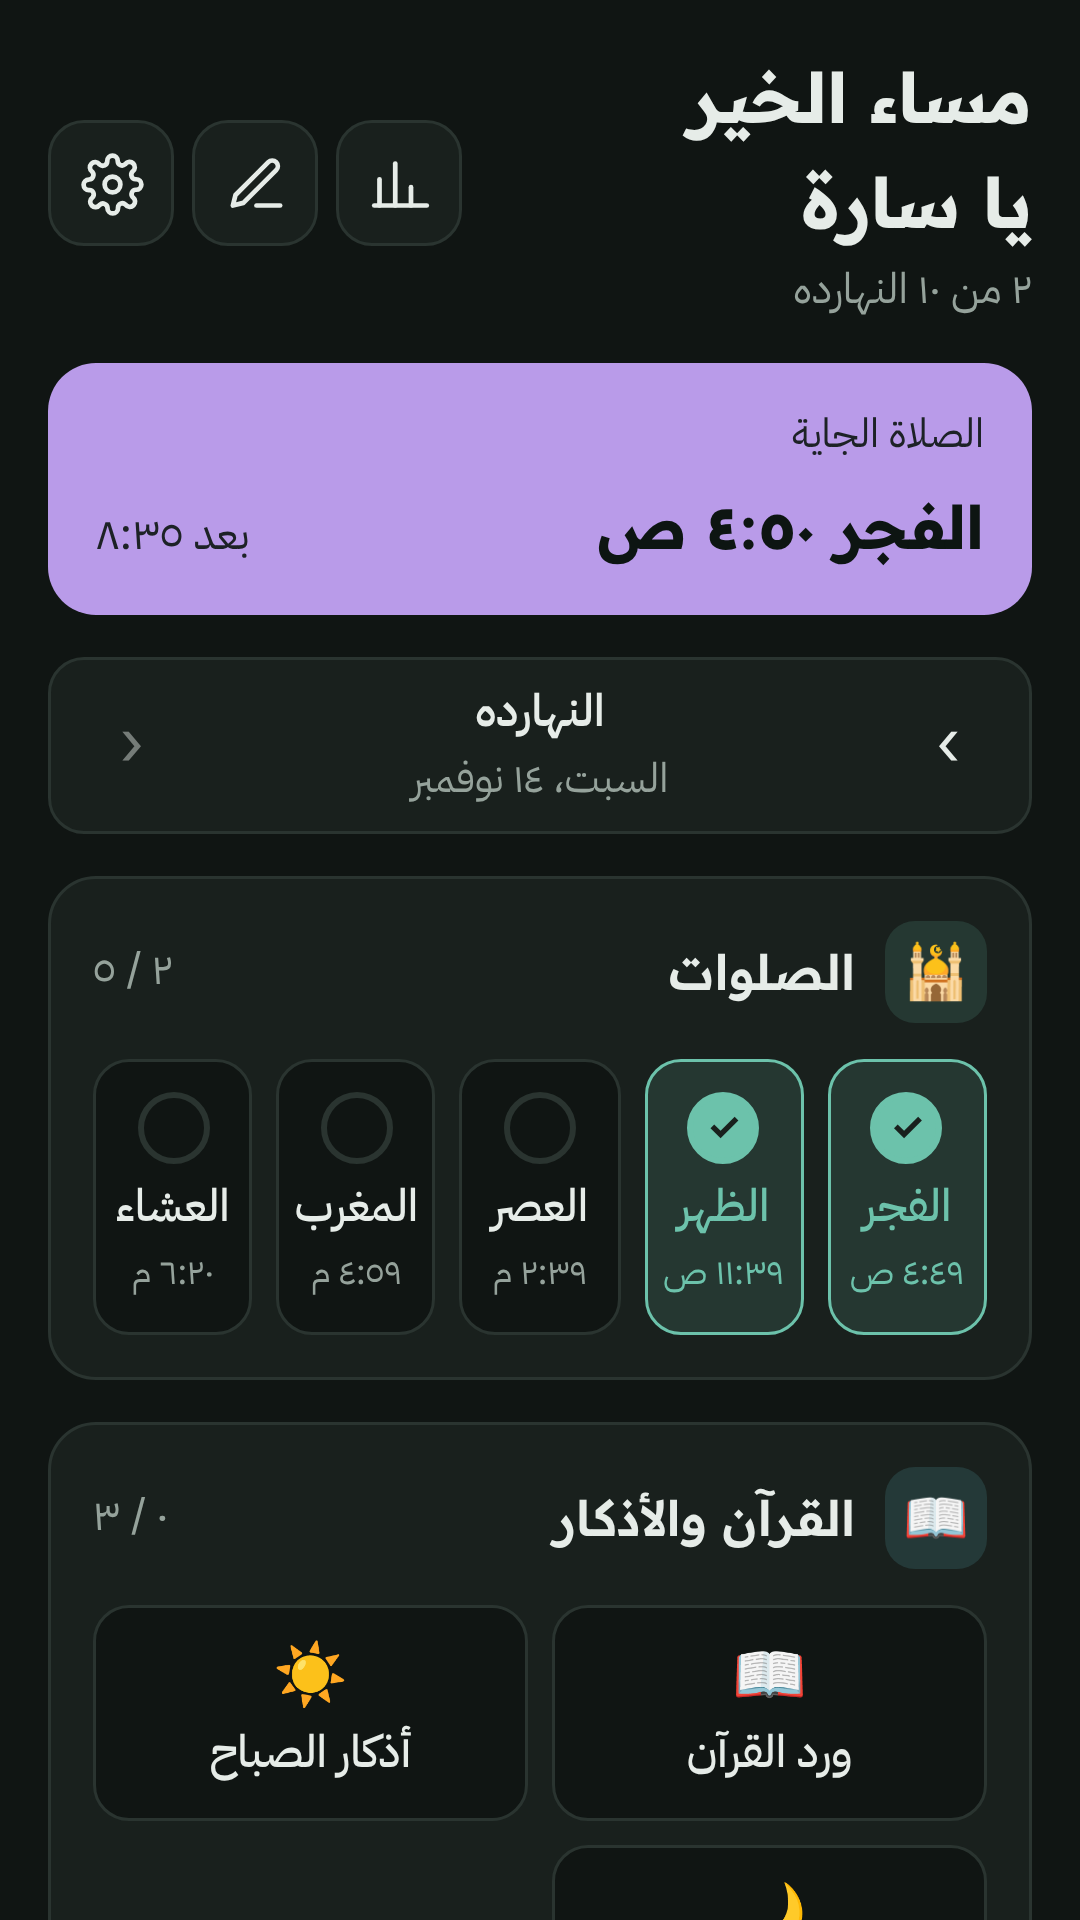 مساء الخير
يا سارة
٢ من ١٠ النهارده
الصلاة الجاية
الفجر ٤:٥٠ ص
بعد ٨:٣٥
النهارده
السبت، ١٤ نوفمبر
الصلوات
٢ / ٥
الفجر
٤:٤٩ ص
الظهر
١١:٣٩ ص
العصر
٢:٣٩ م
المغرب
٤:٥٩ م
العشاء
٦:٢٠ م
القرآن والأذكار
٠ / ٣
ورد القرآن
أذكار الصباح